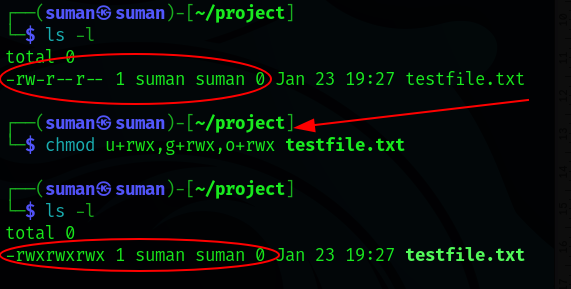 ┌──(suman㉿suman)-[~/project]
└─$ ls -l
total 0
-rw-r--r-- 1 suman suman 0 Jan 23 19:27 testfile.txt
┌──(suman㉿suman)-[~/project]
└─$ chmod u+rwx,g+rwx,o+rwx testfile.txt
┌──(suman㉿suman)-[~/project]
└─$ ls -l
total 0
-rwxrwxrwx 1 suman suman 0 Jan 23 19:27 testfile.txt